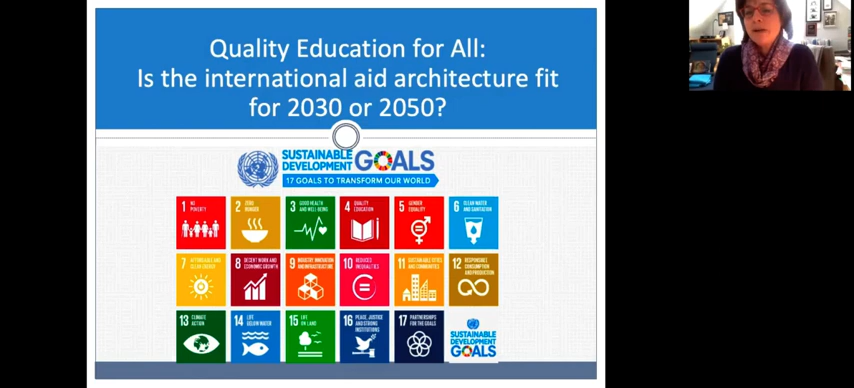 Quality Education for All:
Is the international aid architecture fit
for 2030 or 2050?
SUSTAINABLE
DEVELOPMENT
GOALS
17 GOALS TO TRANSFORM OUR WORLD
1 NO
POVERTY
2 ZERO
HUNGER
3 GOOD HEALTH
AND WELL-BEING
4 QUALITY
EDUCATION
5 GENDER
EQUALITY
6 CLEAN WATER
AND SANITATION
7 AFFORDABLE AND
CLEAN ENERGY
8 DECENT WORK AND
ECONOMIC GROWTH
9 INDUSTRY, INNOVATION
AND INFRASTRUCTURE
10 REDUCED
INEQUALITIES
11 SUSTAINABLE CITIES
AND COMMUNITIES
12 RESPONSIBLE
CONSUMPTION
AND PRODUCTION
13 CLIMATE
ACTION
14 LIFE
BELOW WATER
15 LIFE
ON LAND
16 PEACE, JUSTICE
AND STRONG
INSTITUTIONS
17 PARTNERSHIPS
FOR THE GOALS
SUSTAINABLE
DEVELOPMENT
GOALS